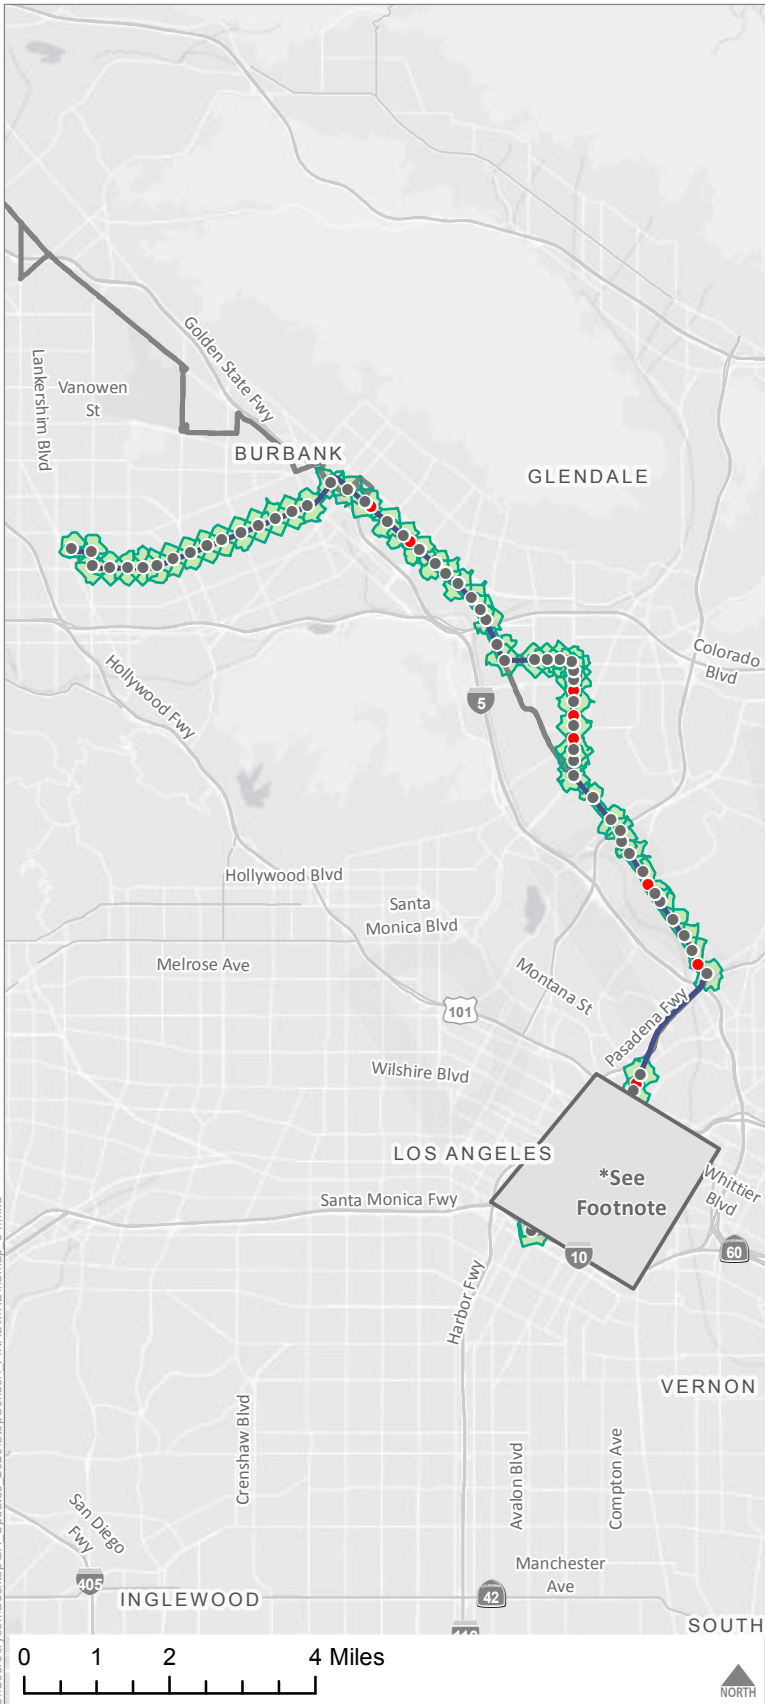 Golden State Fwy
Lankershim Blvd
Vanowen
St
BURBANK
GLENDALE
Colorado
Blvd
Hollywood Fwy
5
Hollywood Blvd
Santa
Monica Blvd
Melrose Ave
Montana St
101
Pasadena Fwy
Wilshire Blvd
LOS ANGELES
*See
Footnote
Whittier
Blvd
Santa Monica Fwy
10
60
Harbor Fwy
VERNON
Crenshaw Blvd
Avalon Blvd
Compton Ave
San Diego
Fwy
Manchester
Ave
405
INGLEWOOD
42
SOUTH
0 1 2 4 Miles
NORTH